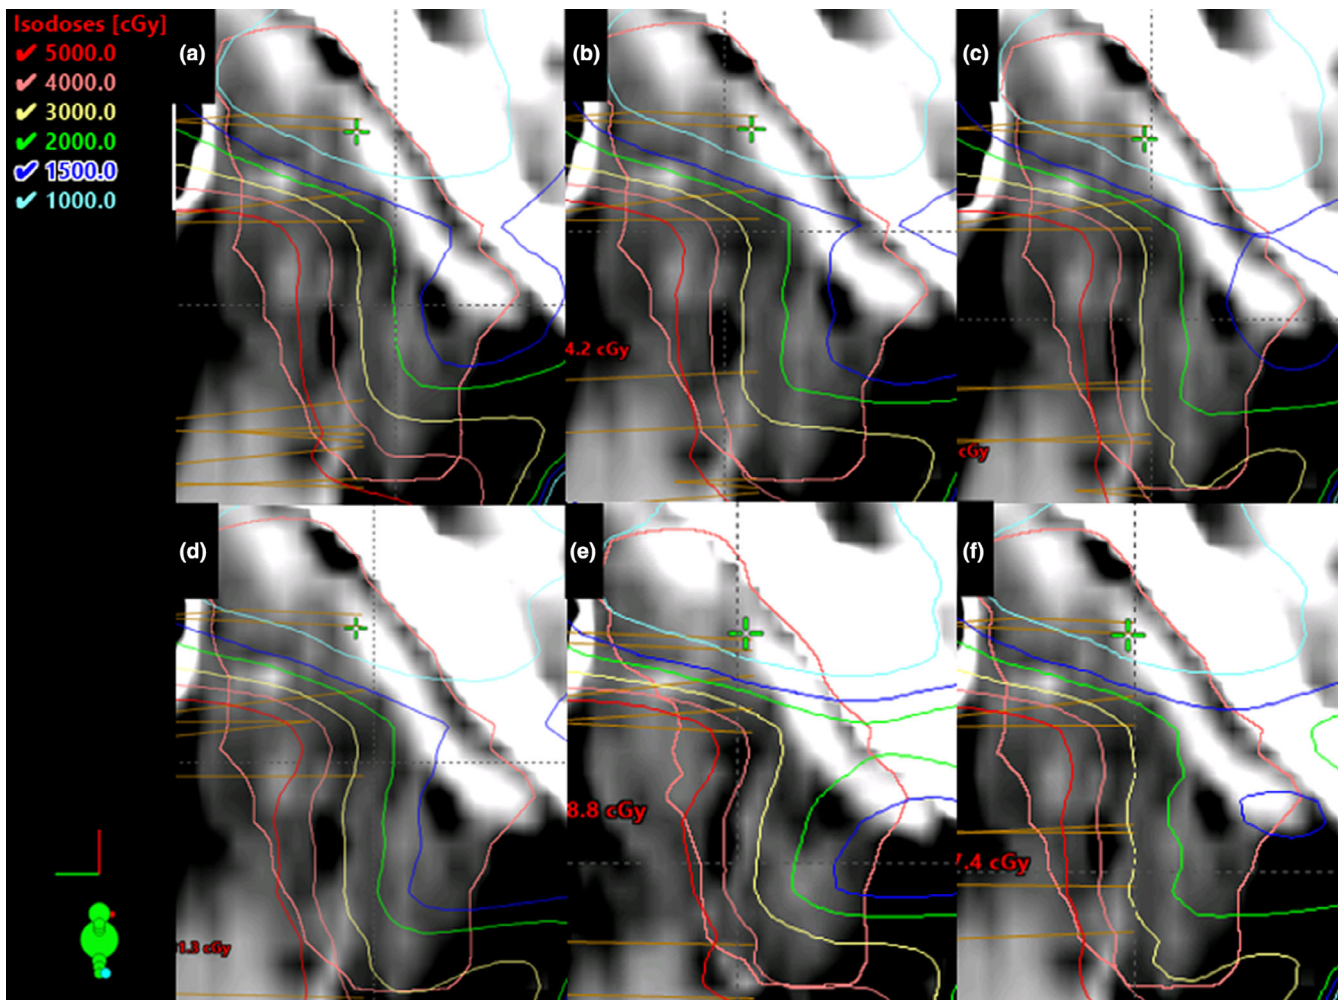 Isodoses [cGy]
✔ 5000.0
✔ 4000.0
✔ 3000.0
✔ 2000.0
✔ 1500.0
✔ 1000.0
(a)
(b)
(c)
4.2 cGy
cGy
(d)
(e)
(f)
8.8 cGy
7.4 cGy
1.3 cGy